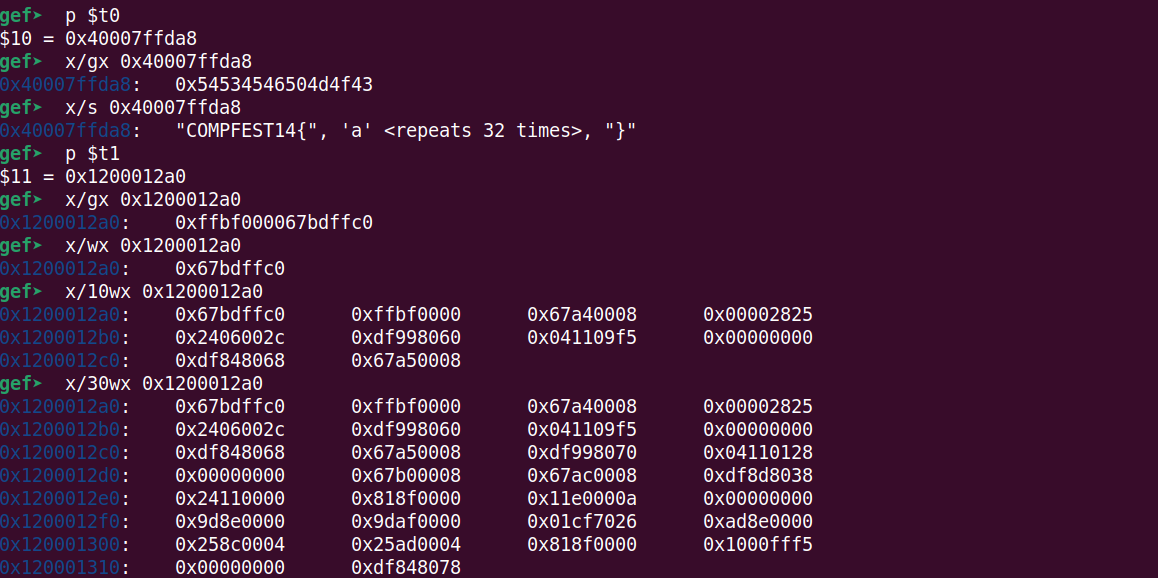 gef➤  p $t0
$10 = 0x40007ffda8
gef➤  x/gx 0x40007ffda8
0x40007ffda8:   0x54534546504d4f43
gef➤  x/s 0x40007ffda8
0x40007ffda8:   "COMPFEST14{", 'a' <repeats 32 times>, "}"
gef➤  p $t1
$11 = 0x1200012a0
gef➤  x/gx 0x1200012a0
0x1200012a0:    0xffbf000067bdffc0
gef➤  x/wx 0x1200012a0
0x1200012a0:    0x67bdffc0
gef➤  x/10wx 0x1200012a0
0x1200012a0:    0x67bdffc0      0xffbf0000      0x67a40008      0x00002825
0x1200012b0:    0x2406002c      0xdf998060      0x041109f5      0x00000000
0x1200012c0:    0xdf848068      0x67a50008
gef➤  x/30wx 0x1200012a0
0x1200012a0:    0x67bdffc0      0xffbf0000      0x67a40008      0x00002825
0x1200012b0:    0x2406002c      0xdf998060      0x041109f5      0x00000000
0x1200012c0:    0xdf848068      0x67a50008      0xdf998070      0x04110128
0x1200012d0:    0x00000000      0x67b00008      0x67ac0008      0xdf8d8038
0x1200012e0:    0x24110000      0x818f0000      0x11e0000a      0x00000000
0x1200012f0:    0x9d8e0000      0x9daf0000      0x01cf7026      0xad8e0000
0x120001300:    0x258c0004      0x25ad0004      0x818f0000      0x1000fff5
0x120001310:    0x00000000      0xdf848078